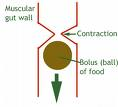 Muscular
gut wall
Contraction
Bolus (ball)
of food